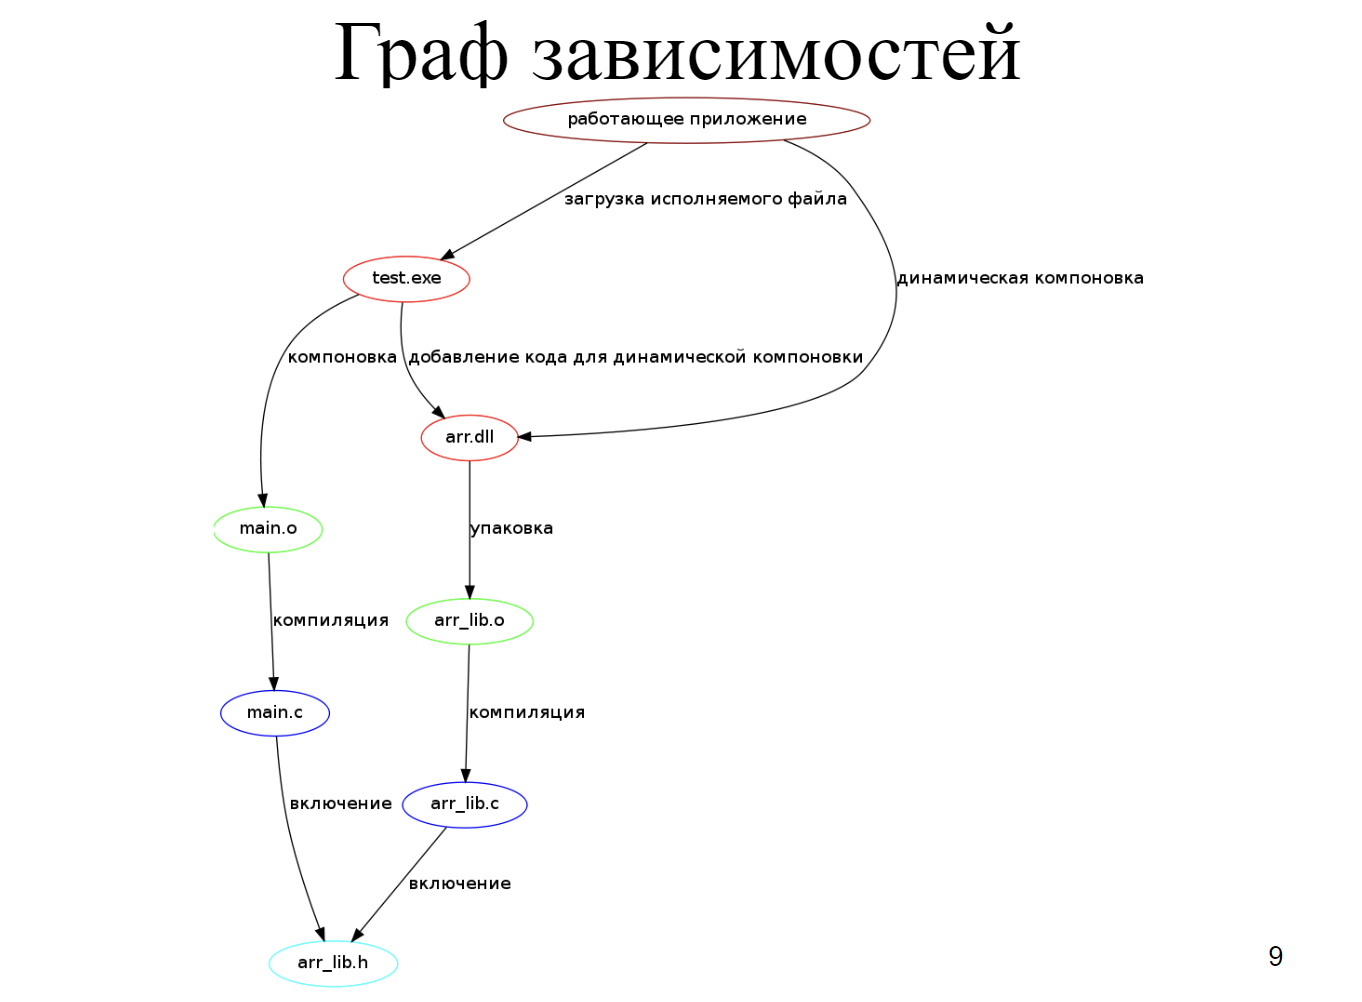 Граф зависимостей
работающее приложение
загрузка исполняемого файла
test.exe
динамическая компоновка
компоновка
добавление кода для динамической компоновки
arr.dll
main.o
упаковка
компиляция
arr_lib.o
main.c
компиляция
включение
arr_lib.c
включение
arr_lib.h
9